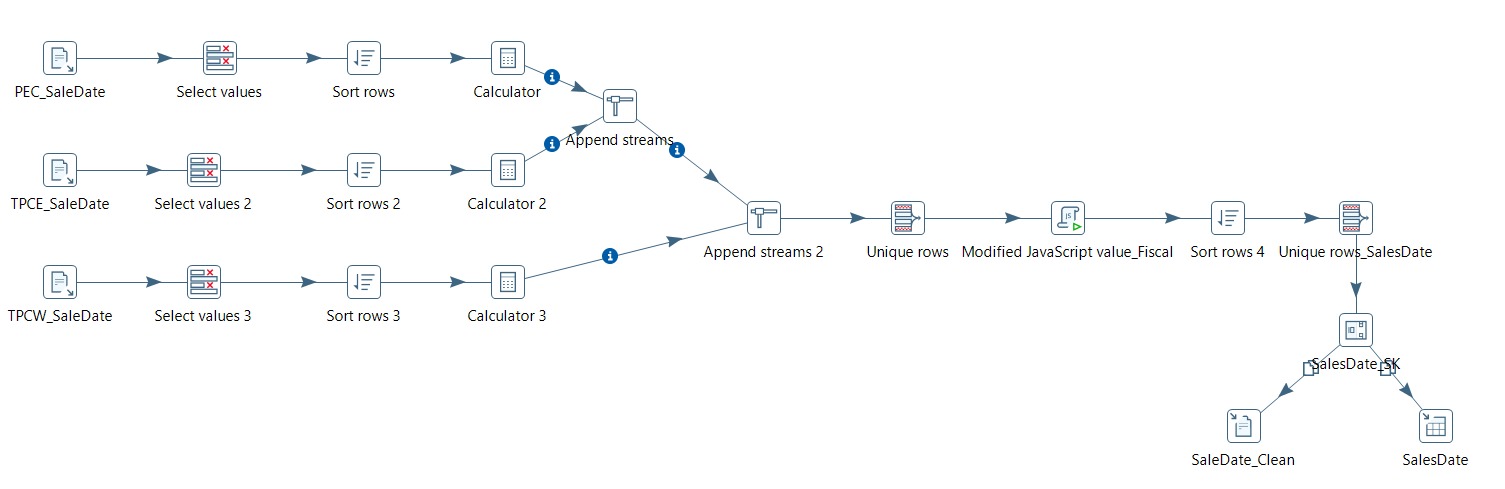 PEC_SaleDate
Select values
Sort rows
Calculator
Append streams
TPCE_SaleDate
Select values 2
Sort rows 2
Calculator 2
Append streams 2
Unique rows
Modified JavaScript value_Fiscal
Sort rows 4
Unique rows_SalesDate
TPCW_SaleDate
Select values 3
Sort rows 3
Calculator 3
SalesDate_SK
SaleDate_Clean
SalesDate